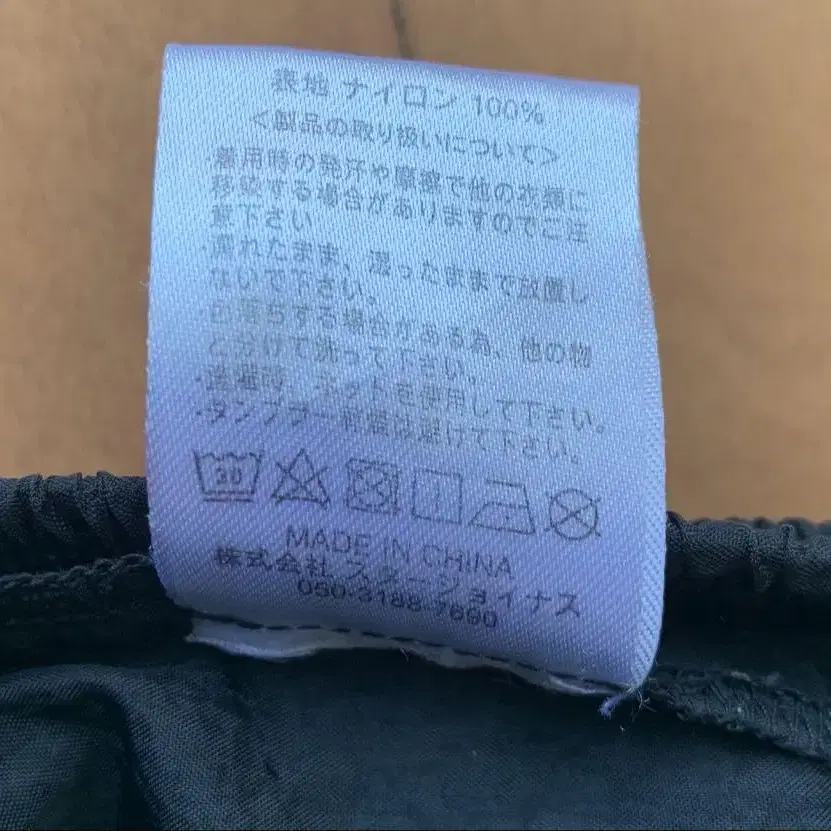 表地 ナイロン 100%
<製品の取り扱いについて>
·着用時の発汗や摩擦で他の衣類に
移染する場合がありますのでご注
意下さい
·濡れたまま、湿ったままで放置し
ないで下さい。
·色落ちする場合がある為、他の物
と分けて洗って下さい。
·洗濯時、ネットを使用して下さい。
·タンブラー乾燥は避けて下さい。
30
MADE IN CHINA
株式会社 スタージョイナス
050-3188-7690